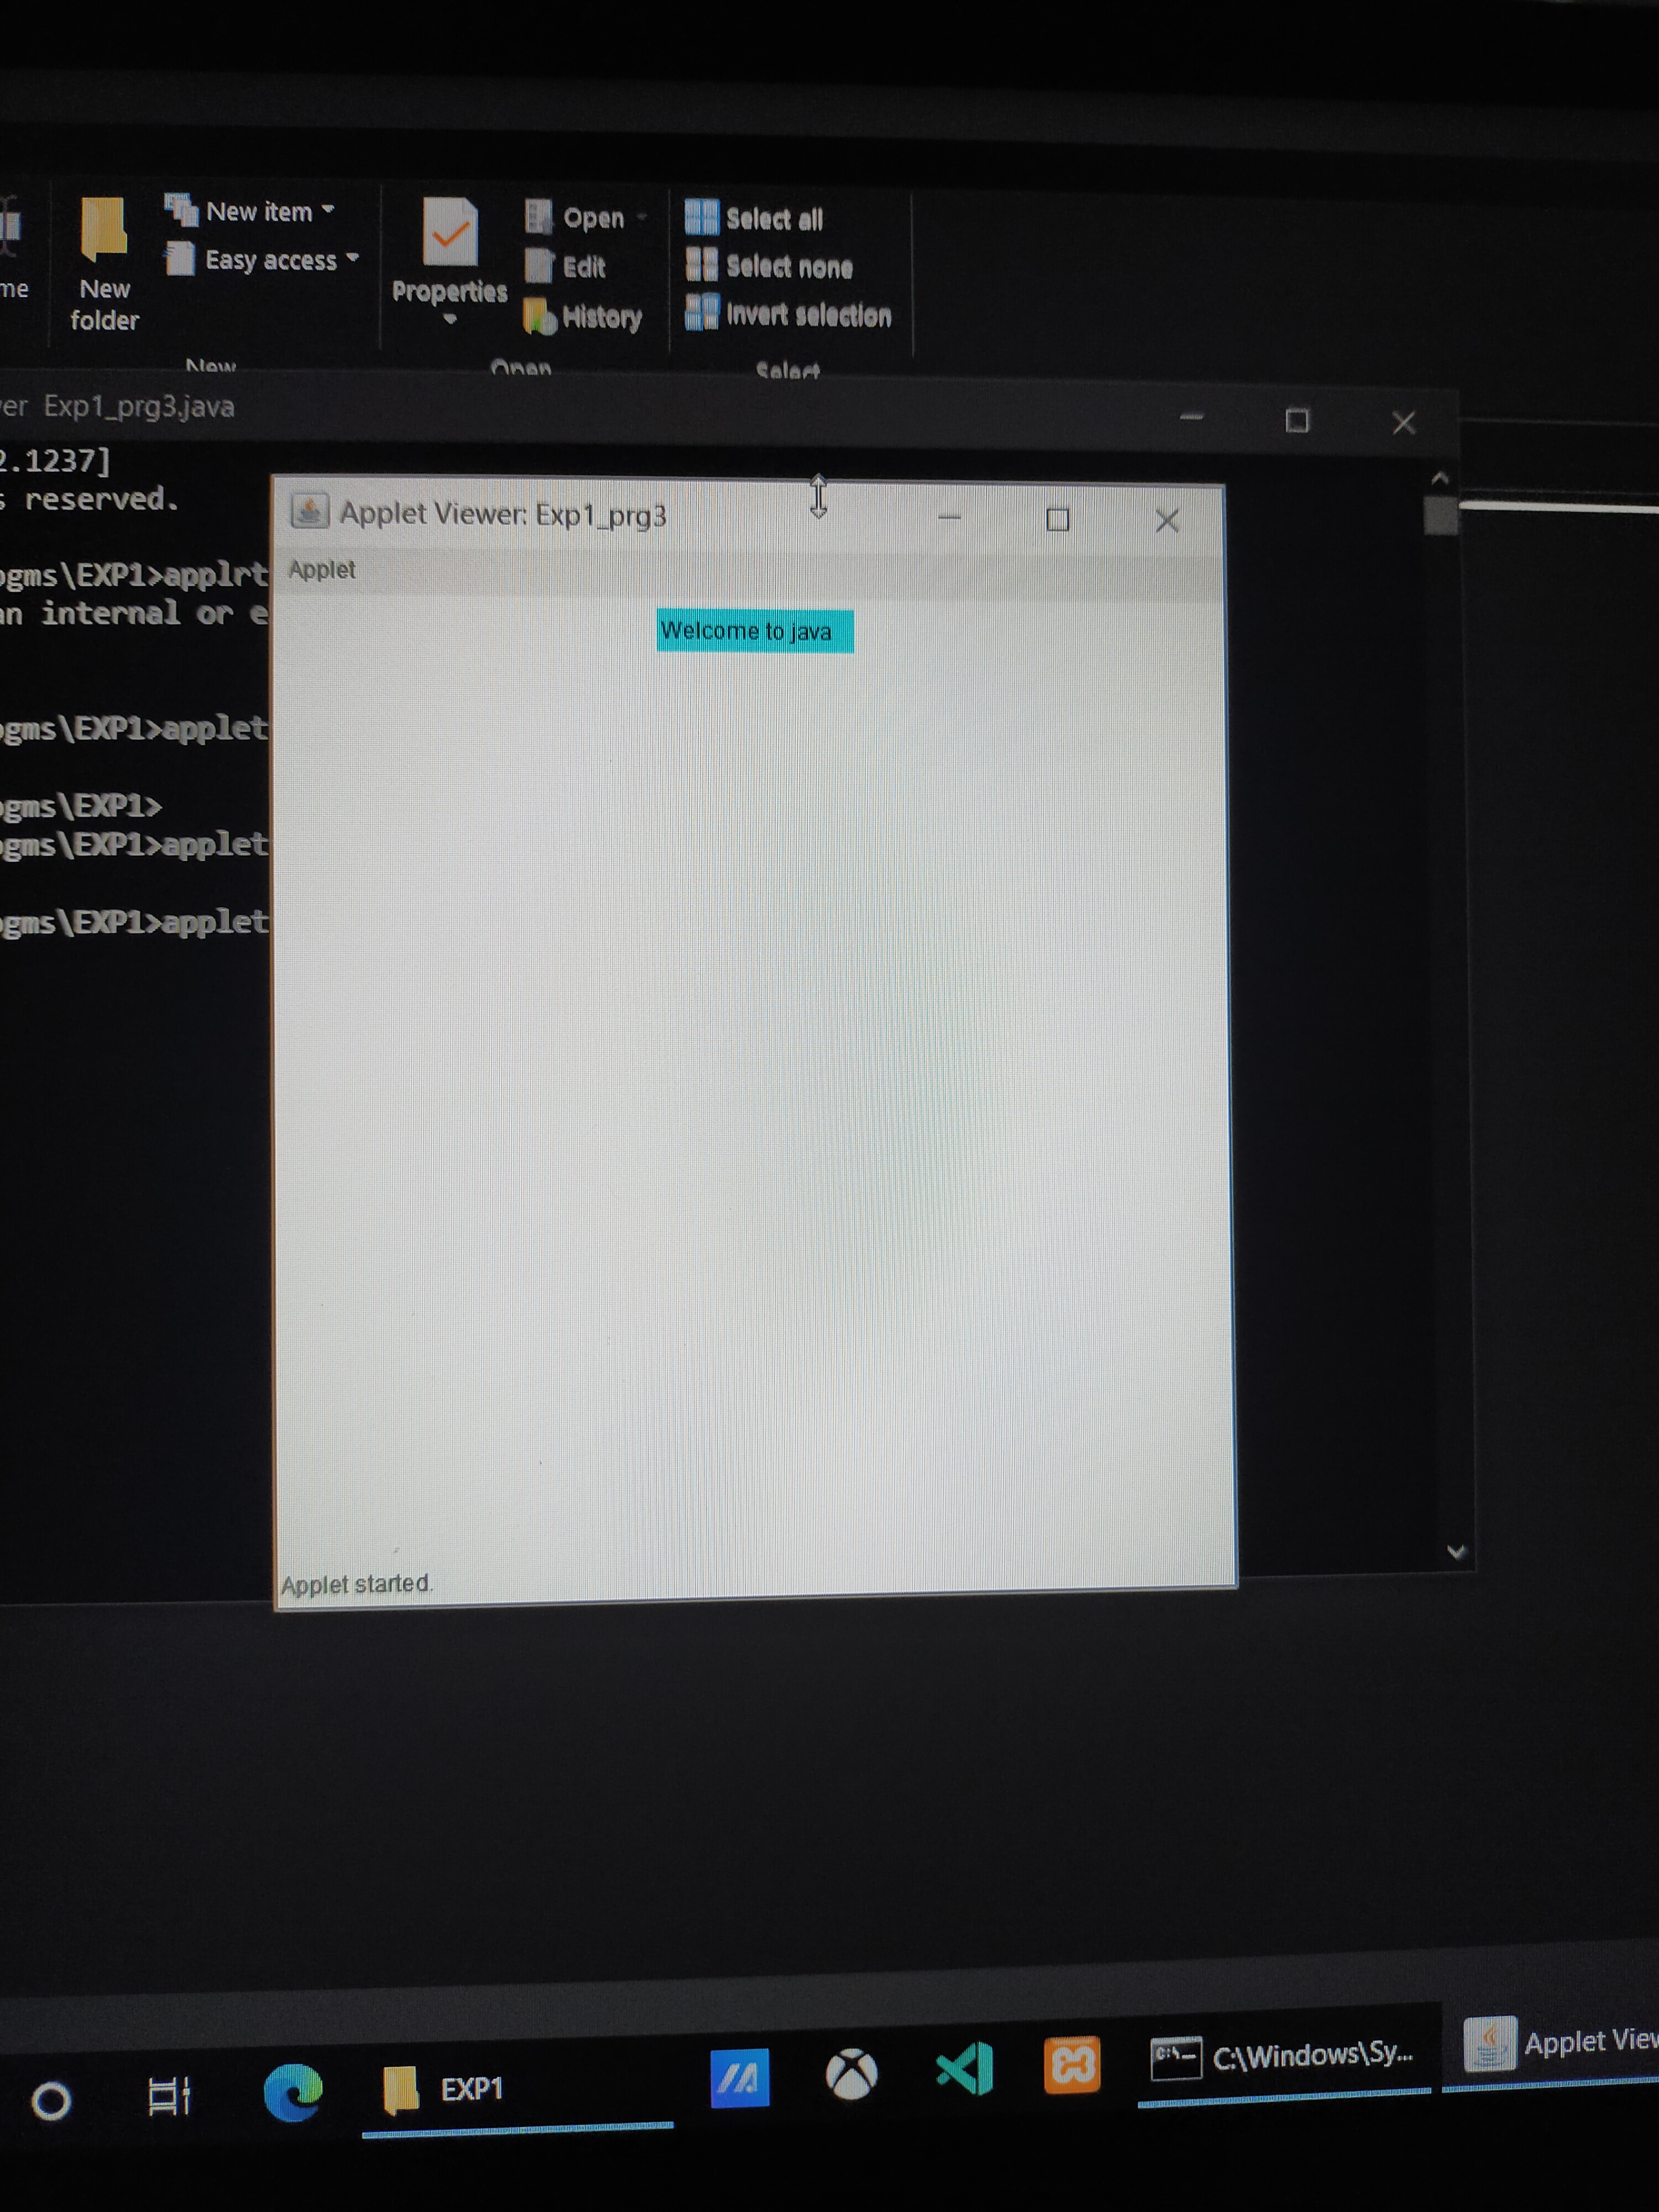 me
New
folder
New item
Easy access
New
Properties
Open
Edit
History
Open
Select all
Select none
Invert selection
Select
er Exp1_prg3.java
2.1237]
s reserved.
ogms\EXP1>applrt
an internal or e
ogms\EXP1>applet
ogms\EXP1>
ogms\EXP1>applet
ogms\EXP1>applet
Applet Viewer: Exp1_prg3
Applet
Welcome to java
Applet started.
EXP1
C:\Windows\Sy...
Applet View